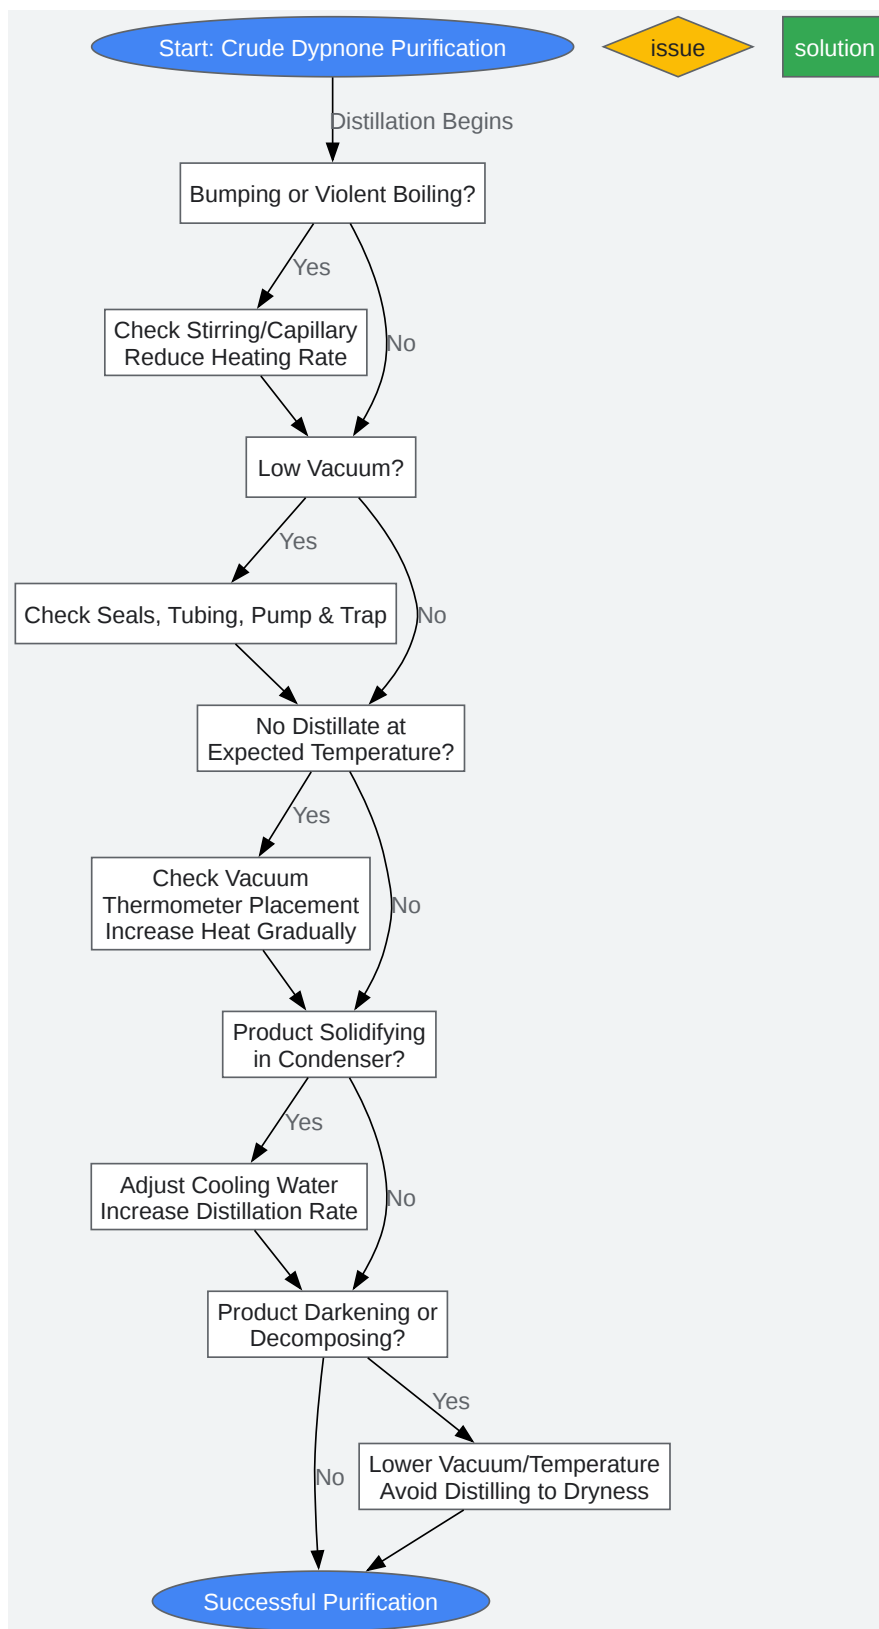 Start: Crude Dypnone Purification
issue
solution
Distillation Begins
Bumping or Violent Boiling?
Yes
No
Check Stirring/Capillary
Reduce Heating Rate
Low Vacuum?
Yes
No
Check Seals, Tubing, Pump & Trap
No Distillate at
Expected Temperature?
Yes
No
Check Vacuum
Thermometer Placement
Increase Heat Gradually
Product Solidifying
in Condenser?
Yes
No
Adjust Cooling Water
Increase Distillation Rate
Product Darkening or
Decomposing?
Yes
No
Lower Vacuum/Temperature
Avoid Distilling to Dryness
Successful Purification